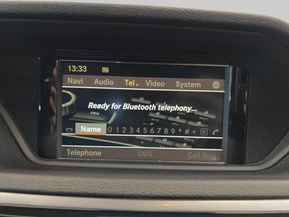 13:33
Navi Audio Tel. Video System
Ready for Bluetooth telephony...
Name 0 1 2 3 4 5 6 7 8 9 * # +
Telephone SMS Call lists